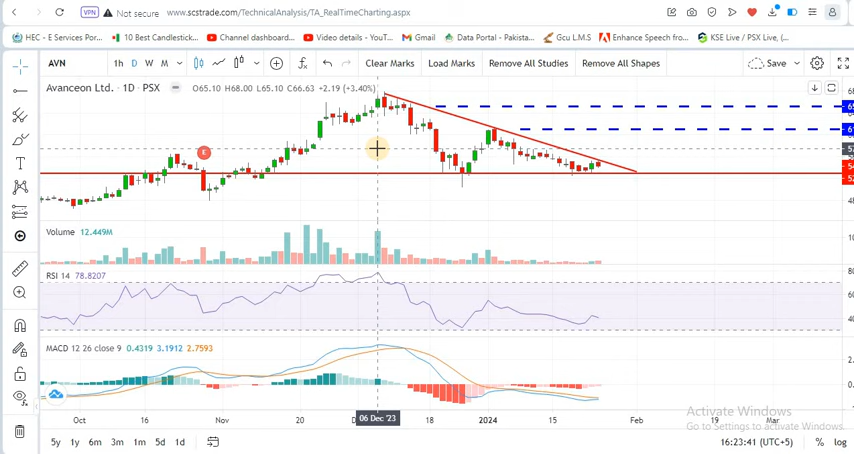 VPN Not secure www.scstrade.com/TechnicalAnalysis/TA_RealTimeCharting.aspx
HEC - E Services Por... 10 Best Candlestick... Channel dashboard... Video details - YouT... Gmail Data Portal - Pakista... Gcu L.M.S Enhance Speech from... KSE Live / PSX Live, (...
AVN 1h D W M Clear Marks Load Marks Remove All Studies Remove All Shapes Save
Avanceon Ltd. · 1D · PSX O65.10 H68.00 L65.10 C66.63 +2.19 (+3.40%)
E
Volume 12.449M
RSI 14 78.8207
MACD 12 26 close 9 0.4319 3.1912 2.7593
2.
0.0
Oct 16 Nov 20 06 Dec '23 18 2024 15 Feb 19 Mar
Activate Windows
Go to Settings to activate Windows.
5y 1y 6m 3m 1m 5d 1d 16:23:41 (UTC+5) % log